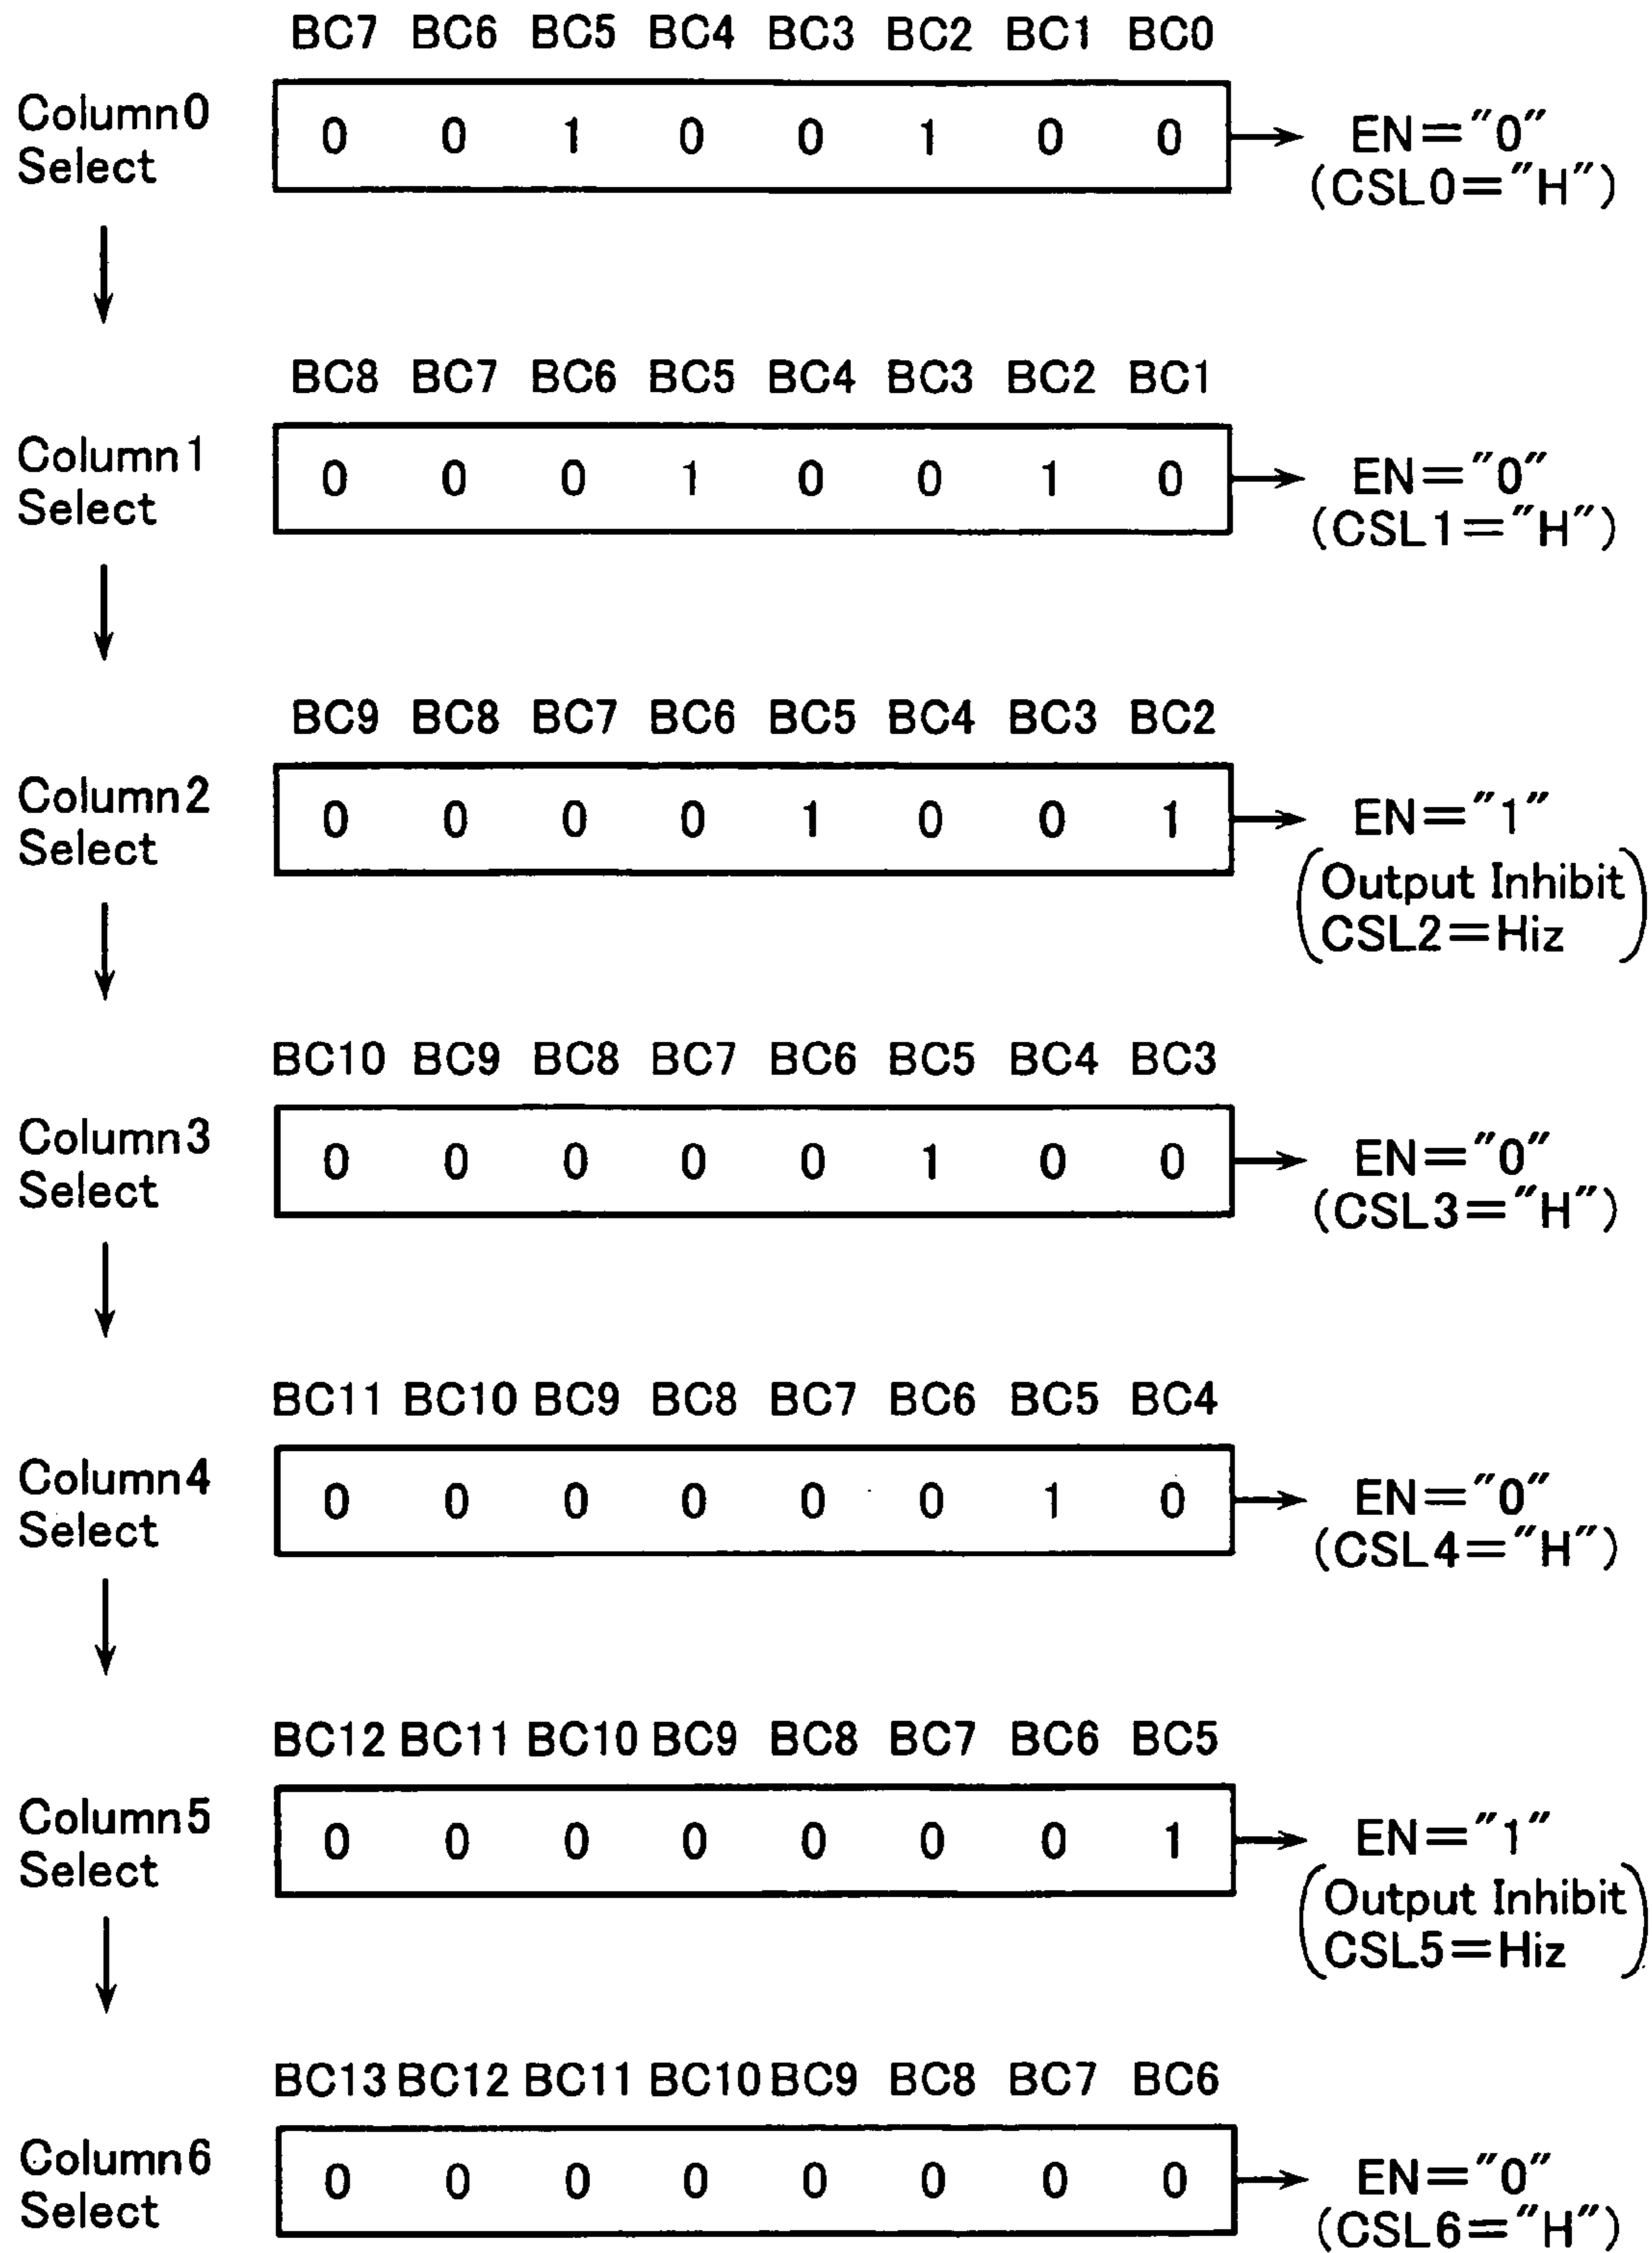 BC7 BC6 BC5 BC4 BC3 BC2 BC1 BC0
Column0
Select
0 0 1 0 0 1 0 0
EN="0"
(CSL0="H")
BC8 BC7 BC6 BC5 BC4 BC3 BC2 BC1
Column1
Select
0 0 0 1 0 0 1 0
EN="0"
(CSL1="H")
BC9 BC8 BC7 BC6 BC5 BC4 BC3 BC2
Column2
Select
0 0 0 0 1 0 0 1
EN="1"
(Output Inhibit
CSL2=Hiz)
BC10 BC9 BC8 BC7 BC6 BC5 BC4 BC3
Column3
Select
0 0 0 0 0 1 0 0
EN="0"
(CSL3="H")
BC11 BC10 BC9 BC8 BC7 BC6 BC5 BC4
Column4
Select
0 0 0 0 0 0 1 0
EN="0"
(CSL4="H")
BC12 BC11 BC10 BC9 BC8 BC7 BC6 BC5
Column5
Select
0 0 0 0 0 0 0 1
EN="1"
(Output Inhibit
CSL5=Hiz)
BC13 BC12 BC11 BC10 BC9 BC8 BC7 BC6
Column6
Select
0 0 0 0 0 0 0 0
EN="0"
(CSL6="H")